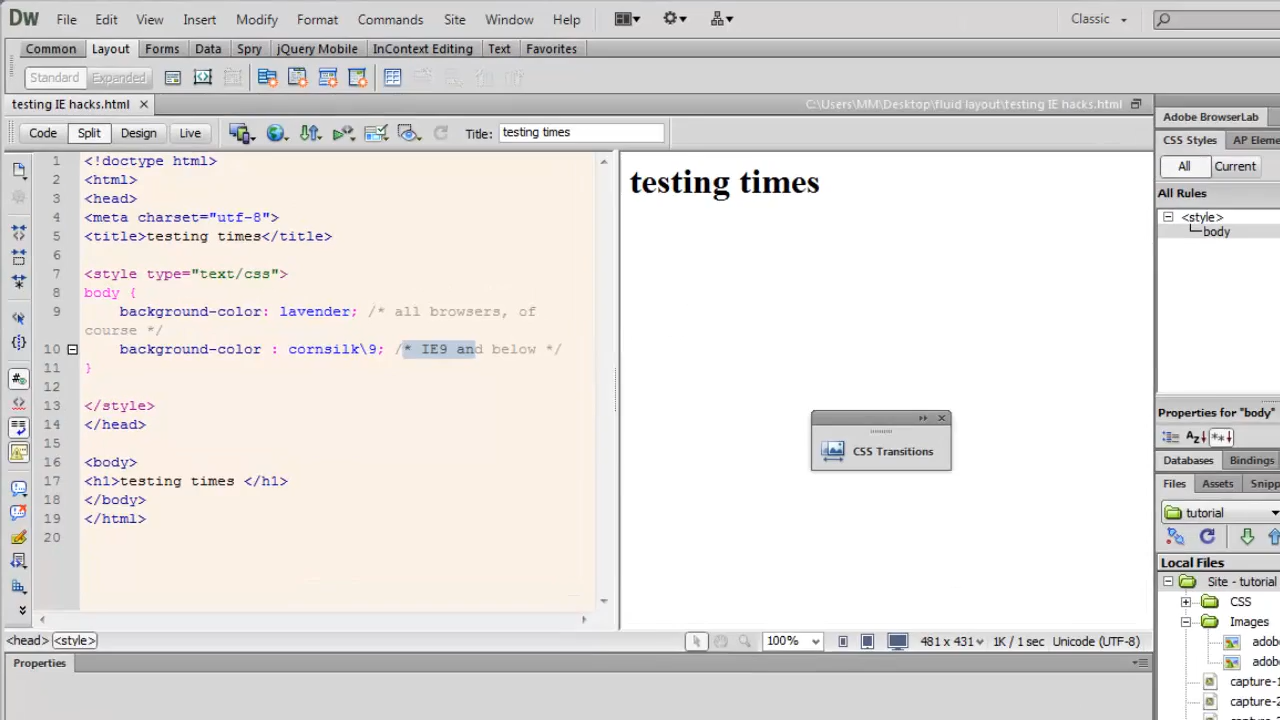 Dw File Edit View Insert Modify Format Commands Site Window Help Classic
Common Layout Forms Data Spry jQuery Mobile InContext Editing Text Favorites
Standard Expanded
testing IE hacks.html C:\Users\MM\Desktop\fluid layout\testing IE hacks.html
Adobe BrowserLab
Code Split Design Live Title: testing times
CSS Styles AP Eleme
All Current
All Rules
<style>
body
1 <!doctype html>
2 <html>
3 <head>
4 <meta charset="utf-8">
5 <title>testing times</title>
6
7 <style type="text/css">
8 body {
9 background-color: lavender; /* all browsers, of
course */
10 background-color : cornsilk\9; /* IE9 and below */
11 }
12
13 </style>
14 </head>
15
16 <body>
17 <h1>testing times </h1>
18 </body>
19 </html>
20
testing times
CSS Transitions
Properties for "body"
Az
Databases Bindings
Files Assets Snipp
tutorial
Local Files
Site - tutorial
CSS
Images
adob
adob
capture-1
capture-2
<head> <style> 100% 481 x 431 1K / 1 sec Unicode (UTF-8)
Properties